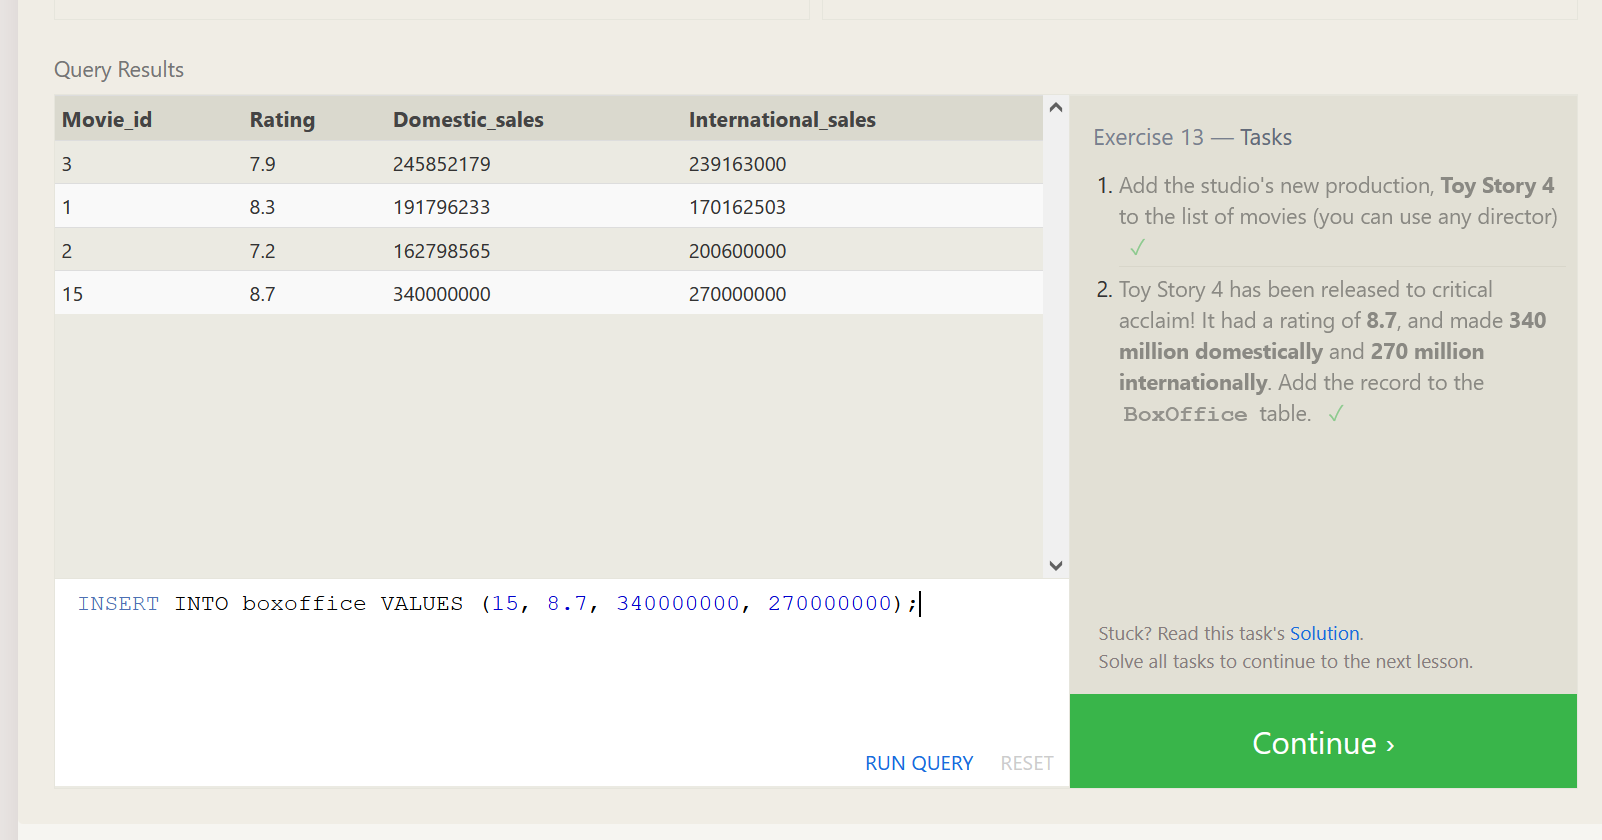 Query Results
Movie_id Rating Domestic_sales International_sales
3 7.9 245852179 239163000
1 8.3 191796233 170162503
2 7.2 162798565 200600000
15 8.7 340000000 270000000
INSERT INTO boxoffice VALUES (15, 8.7, 340000000, 270000000);
RUN QUERY RESET
Exercise 13 — Tasks
1. Add the studio's new production, Toy Story 4
to the list of movies (you can use any director)
✓
2. Toy Story 4 has been released to critical
acclaim! It had a rating of 8.7, and made 340
million domestically and 270 million
internationally. Add the record to the
BoxOffice table. ✓
Stuck? Read this task's Solution.
Solve all tasks to continue to the next lesson.
Continue ›